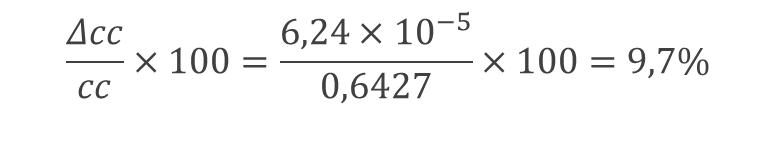 Δcc/cc × 100 = 6,24 × 10⁻⁵/0,6427 × 100 = 9,7%